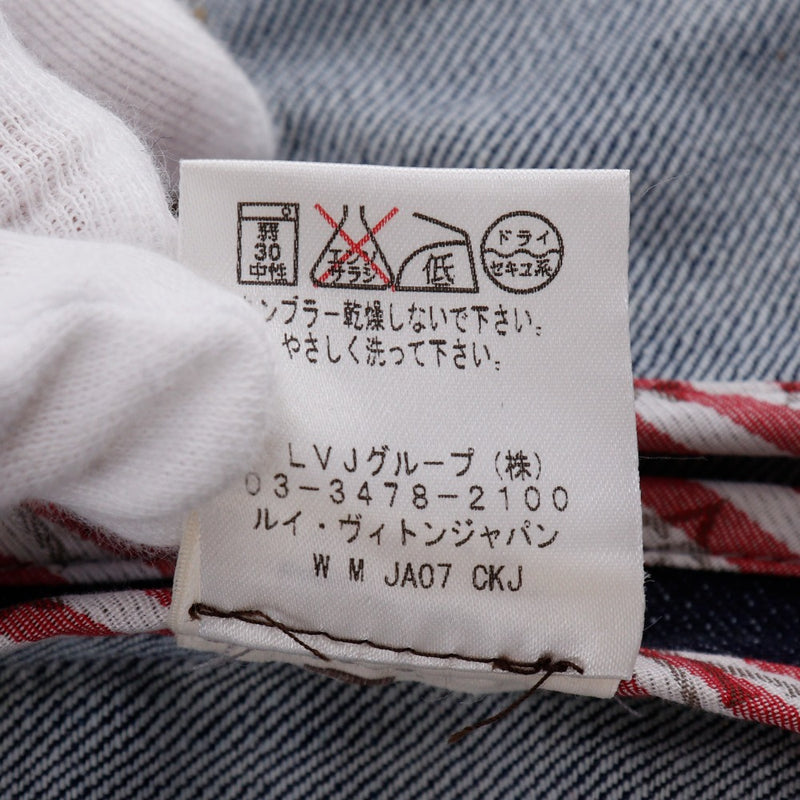 弱
30
中性
エンソ
サラシ
低
ドライ
セキユ系
ンブラー乾燥しないで下さい。
やさしく洗って下さい。
LVJグループ(株)
03-3478-2100
ルイ・ヴィトンジャパン
W M JA07 CKJ